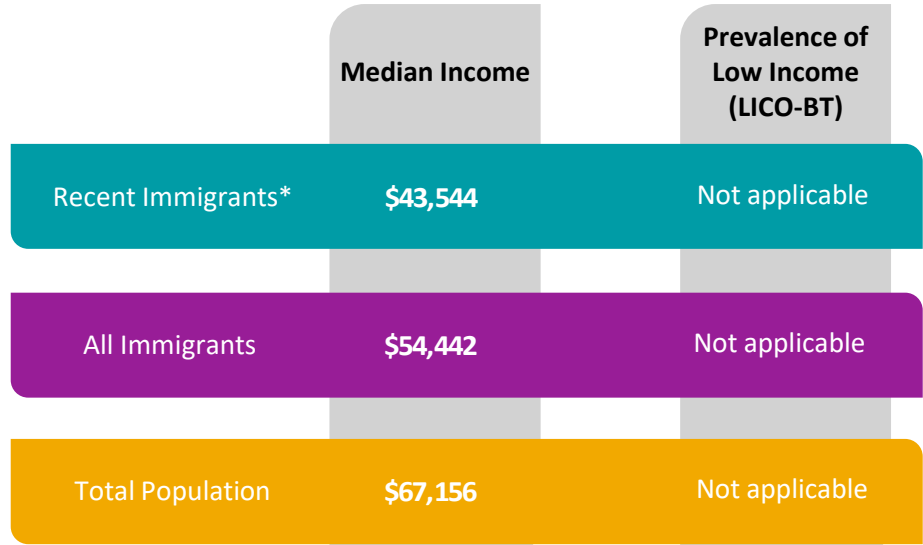 Median Income
Prevalence of
Low Income
(LICO-BT)
Recent Immigrants*
$43,544
Not applicable
All Immigrants
$54,442
Not applicable
Total Population
$67,156
Not applicable